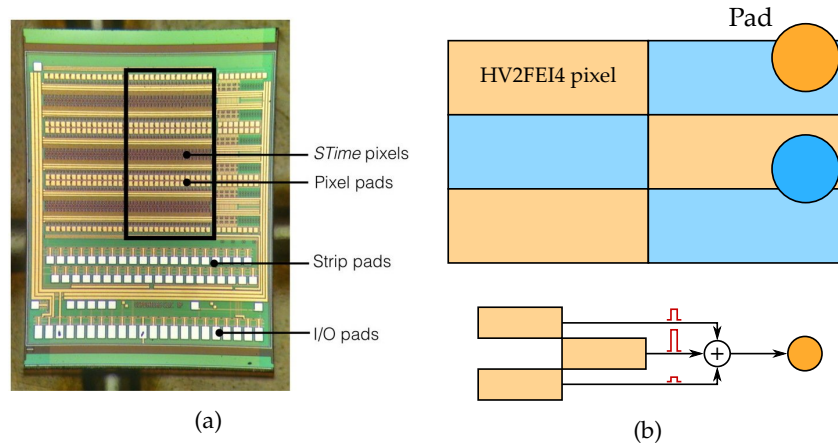 STime pixels
Pixel pads
Strip pads
I/O pads
(a)
Pad
HV2FEI4 pixel
+
(b)